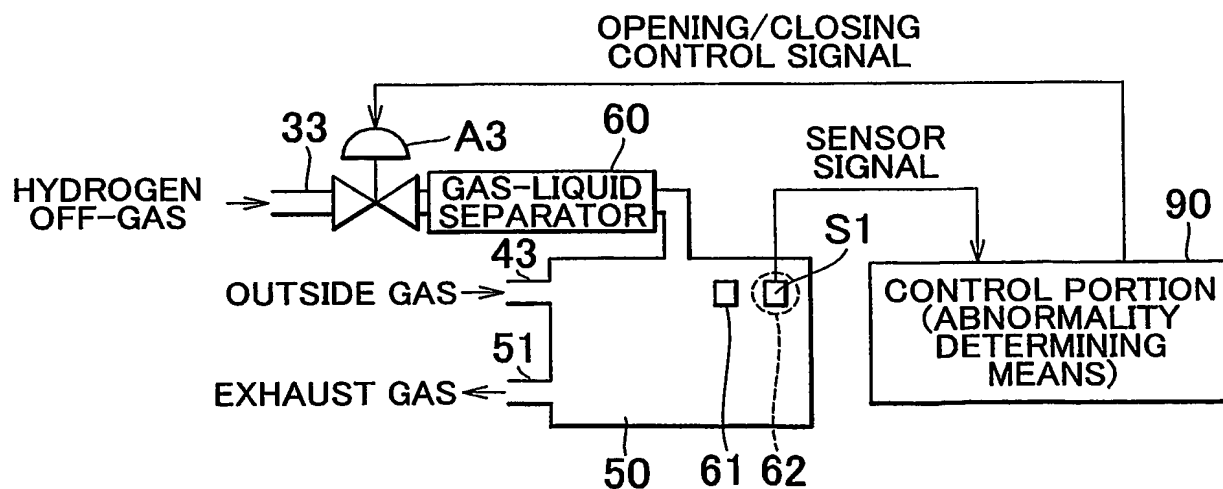 OPENING/CLOSING
CONTROL SIGNAL
33
A3
60
SENSOR
SIGNAL
HYDROGEN
OFF-GAS
GAS-LIQUID
SEPARATOR
90
S1
43
OUTSIDE GAS
CONTROL PORTION
(ABNORMALITY
DETERMINING
MEANS)
51
EXHAUST GAS
50
61
62